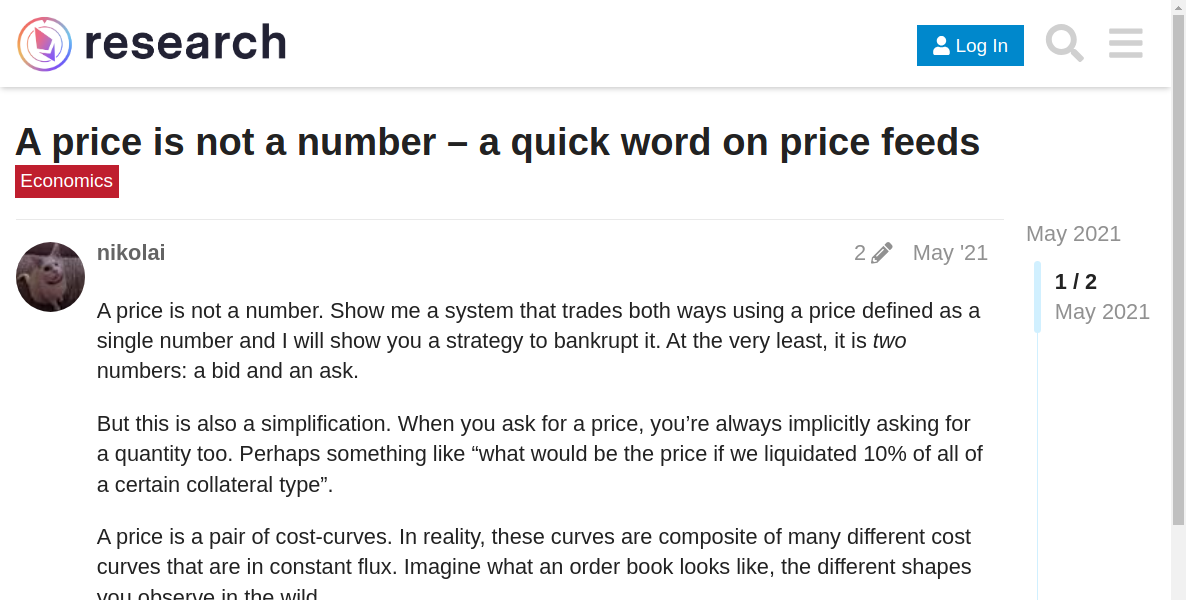 research
Log In
A price is not a number – a quick word on price feeds
Economics
nikolai
2
May '21
May 2021
1 / 2
May 2021
A price is not a number. Show me a system that trades both ways using a price defined as a
single number and I will show you a strategy to bankrupt it. At the very least, it is two
numbers: a bid and an ask.
But this is also a simplification. When you ask for a price, you’re always implicitly asking for
a quantity too. Perhaps something like “what would be the price if we liquidated 10% of all of
a certain collateral type”.
A price is a pair of cost-curves. In reality, these curves are composite of many different cost
curves that are in constant flux. Imagine what an order book looks like, the different shapes
you observe in the wild.